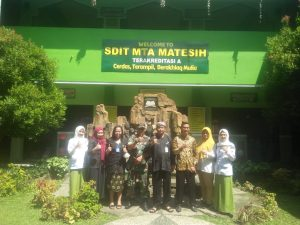 WELCOME TO
SDIT MTA MATESIH
TERAKREDITASI A
Cerdas, Terampil, Berakhlaq Mulia